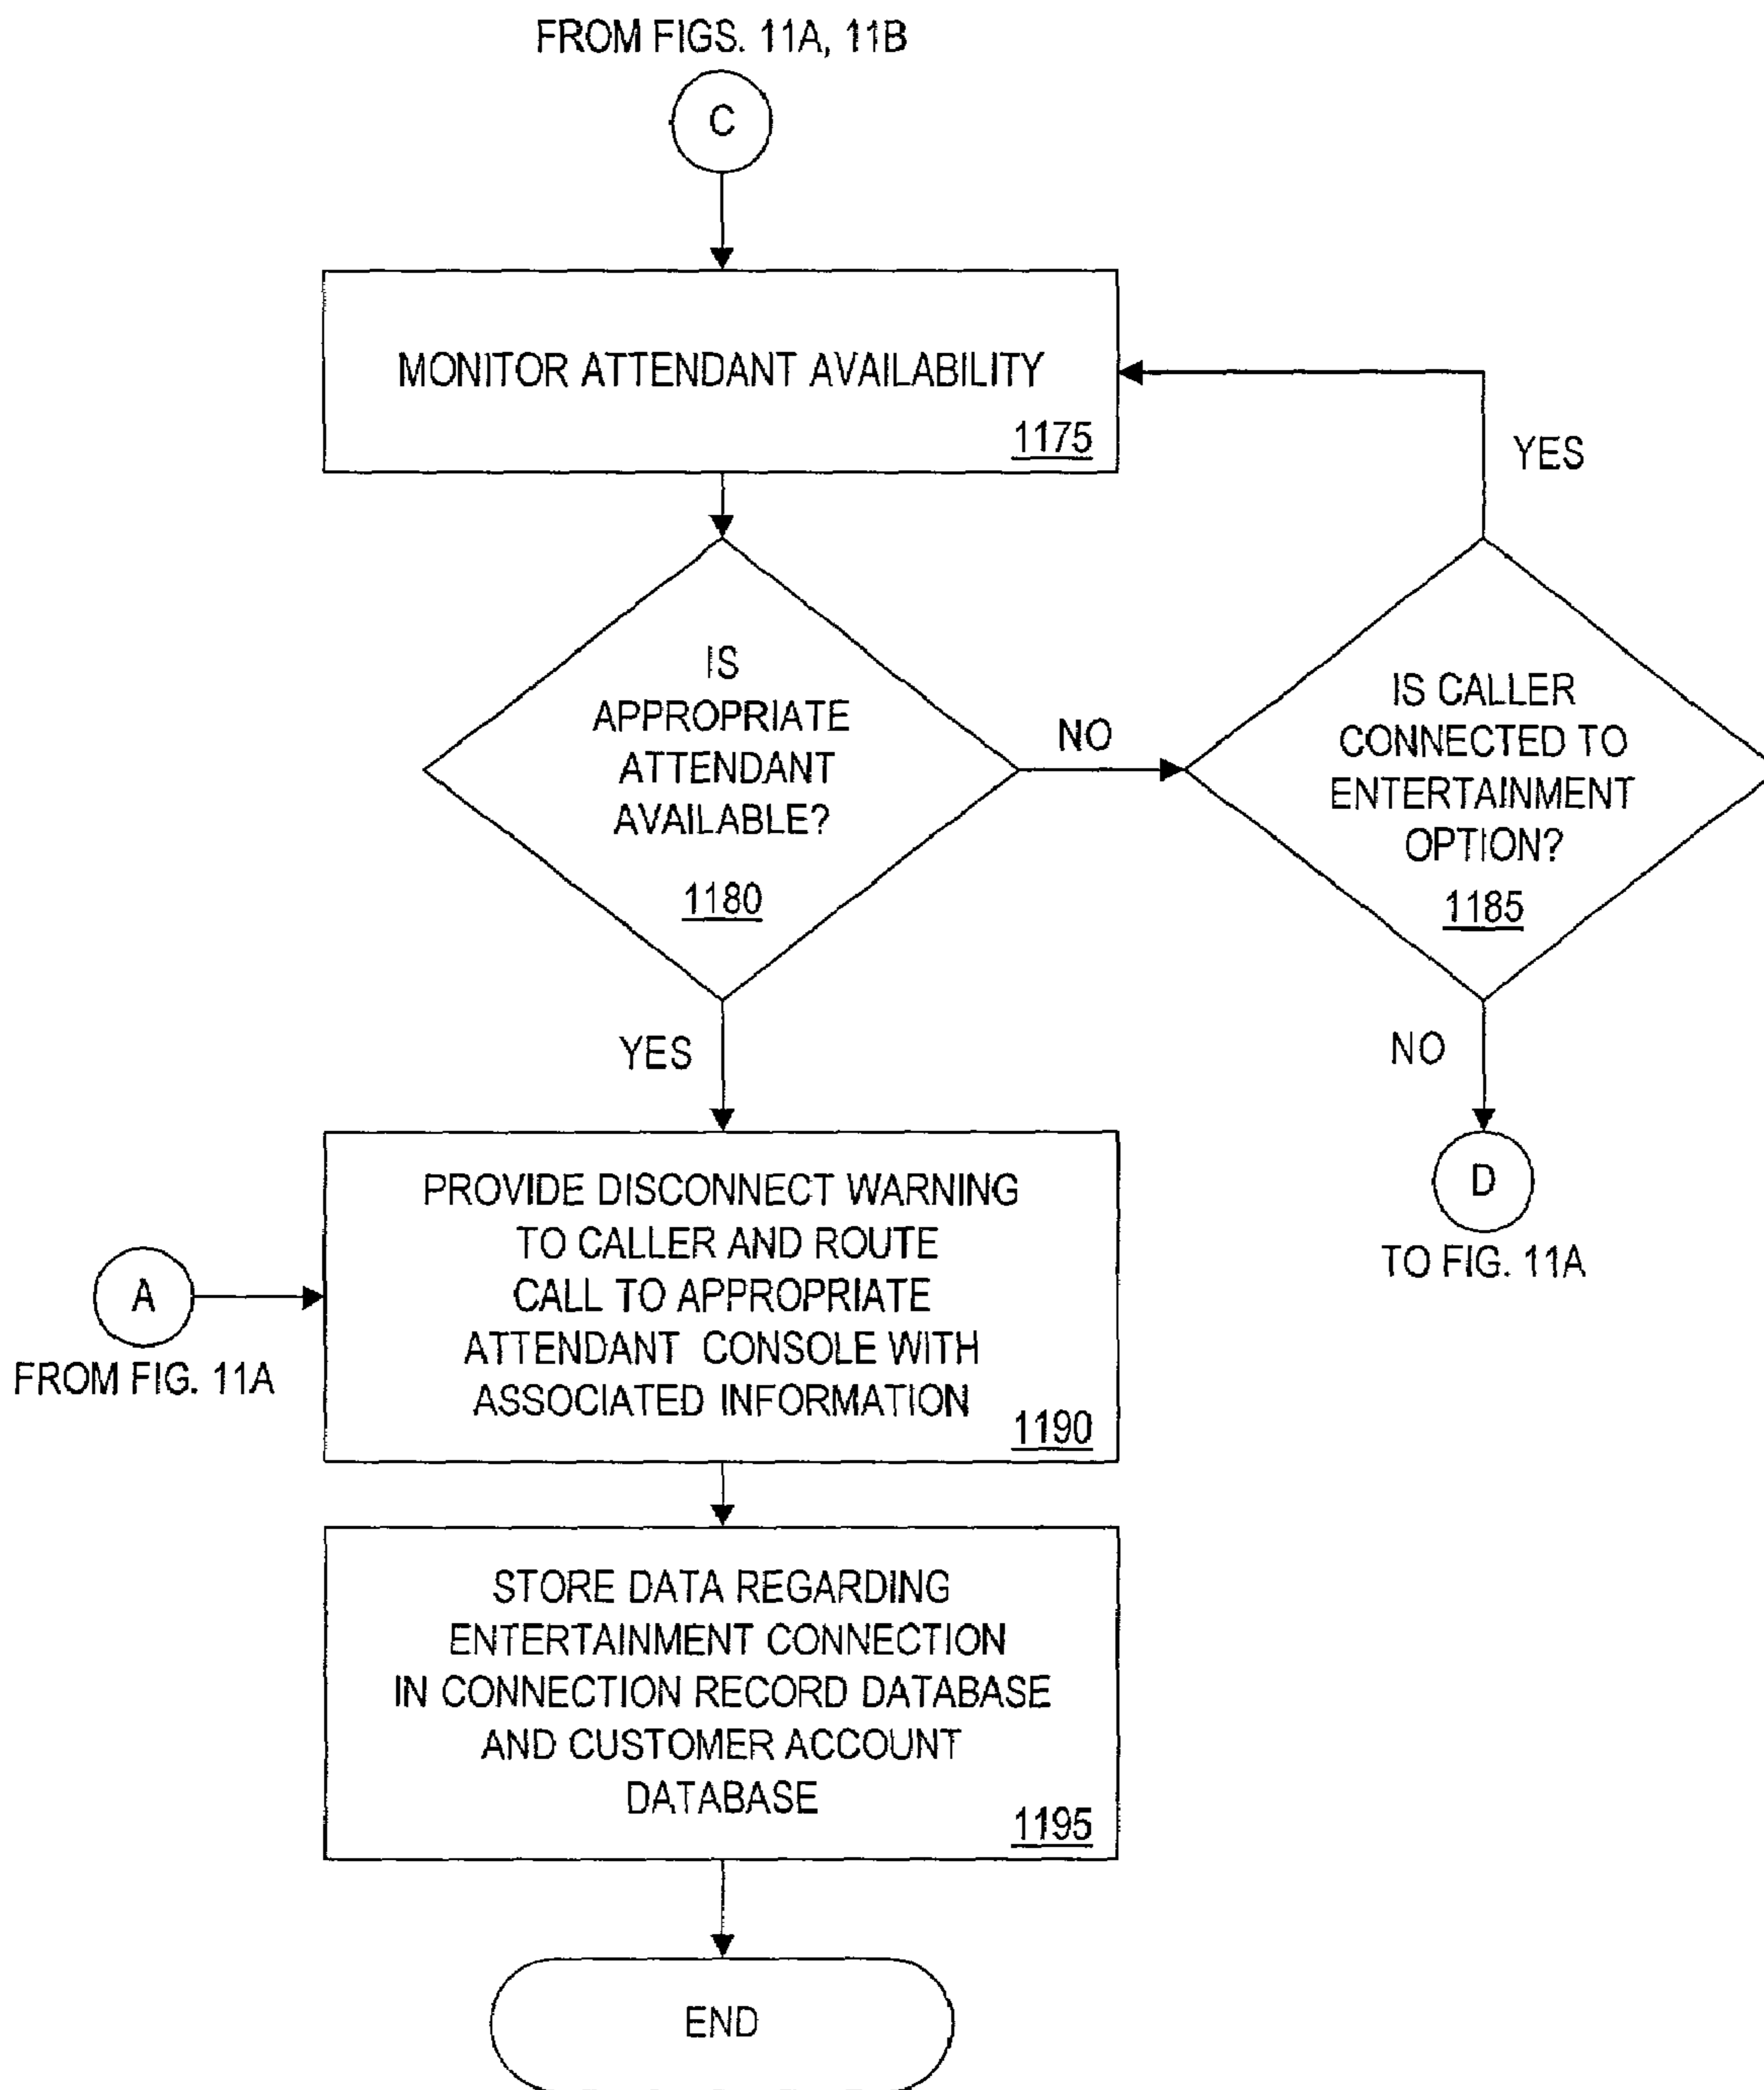 FROM FIGS. 11A, 11B
C
MONITOR ATTENDANT AVAILABILITY
1175
YES
IS
APPROPRIATE
ATTENDANT
AVAILABLE?
1180
NO
IS CALLER
CONNECTED TO
ENTERTAINMENT
OPTION?
1185
YES
NO
D
TO FIG. 11A
A
FROM FIG. 11A
PROVIDE DISCONNECT WARNING
TO CALLER AND ROUTE
CALL TO APPROPRIATE
ATTENDANT CONSOLE WITH
ASSOCIATED INFORMATION
1190
STORE DATA REGARDING
ENTERTAINMENT CONNECTION
IN CONNECTION RECORD DATABASE
AND CUSTOMER ACCOUNT
DATABASE
1195
END